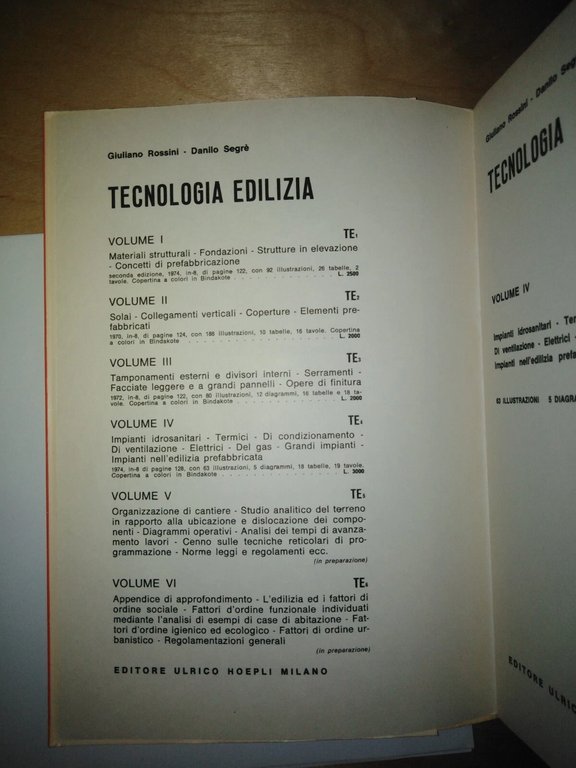 Giuliano Rossini - Danilo Segrè
TECNOLOGIA EDILIZIA
VOLUME I TE1
Materiali strutturali - Fondazioni - Strutture in elevazione
- Concetti di prefabbricazione
seconda edizione, 1974, in-8, di pagine 122, con 92 illustrazioni, 26 tabelle, 2
tavole. Copertina a colori in Bindakote . . . . . . . . . . . . L. 2500
VOLUME II TE2
Solai - Collegamenti verticali - Coperture - Elementi pre-
fabbricati
1970, in-8, di pagine 124, con 188 illustrazioni, 10 tabelle, 16 tavole. Copertina
a colori in Bindakote . . . . . . . . . . . . L. 2000
VOLUME III TE3
Tamponamenti esterni e divisori interni - Serramenti -
Facciate leggere e a grandi pannelli - Opere di finitura
1972, in-8, di pagine 122, con 80 illustrazioni, 12 diagrammi, 16 tabelle e 18 ta-
vole. Copertina a colori in Bindakote . . . . . . . . . . . . L. 2000
VOLUME IV TE4
Impianti idrosanitari - Termici - Di condizionamento -
Di ventilazione - Elettrici - Del gas - Grandi impianti -
Impianti nell'edilizia prefabbricata
1974, in-8 di pagine 128, con 63 illustrazioni, 5 diagrammi, 18 tabelle, 19 tavole.
Copertina a colori in Bindakote . . . . . . . . . . . . L. 3000
VOLUME V TE5
Organizzazione di cantiere - Studio analitico del terreno
in rapporto alla ubicazione e dislocazione dei compo-
nenti - Diagrammi operativi - Analisi dei tempi di avanza-
mento lavori - Cenno sulle tecniche reticolari di pro-
grammazione - Norme leggi e regolamenti ecc.
(in preparazione)
VOLUME VI TE6
Appendice di approfondimento - L'edilizia ed i fattori di
ordine sociale - Fattori d'ordine funzionale individuati
mediante l'analisi di esempi di case di abitazione - Fat-
tori d'ordine igienico ed ecologico - Fattori di ordine ur-
banistico - Regolamentazioni generali
(in preparazione)
EDITORE ULRICO HOEPLI MILANO
Giuliano Rossini - Danilo Seg
TECNOLOGIA
VOLUME IV
Impianti idrosanitari - Ter
Di ventilazione - Elettrici
Impianti nell'edilizia prefa
63 ILLUSTRAZIONI 5 DIAGRA
EDITORE ULRIC